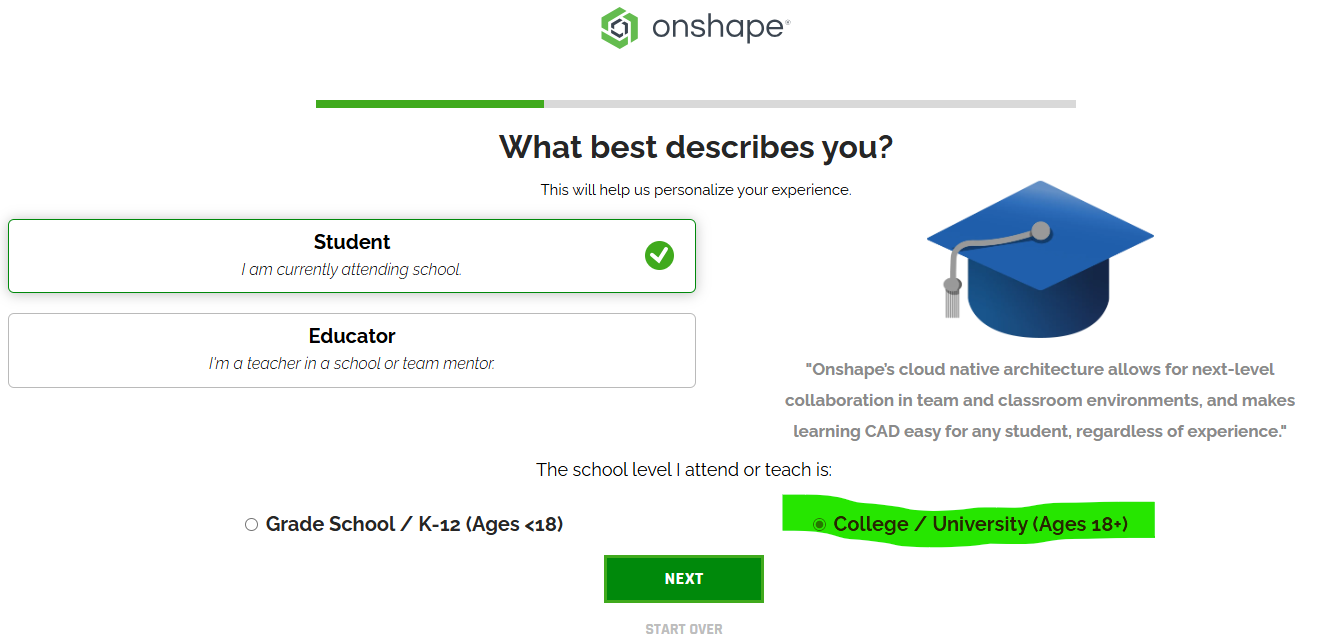 onshape®
What best describes you?
This will help us personalize your experience.
Student
I am currently attending school.
Educator
I'm a teacher in a school or team mentor.
"Onshape's cloud native architecture allows for next-level
collaboration in team and classroom environments, and makes
learning CAD easy for any student, regardless of experience."
The school level I attend or teach is:
Grade School / K-12 (Ages <18)
College / University (Ages 18+)
NEXT
START OVER